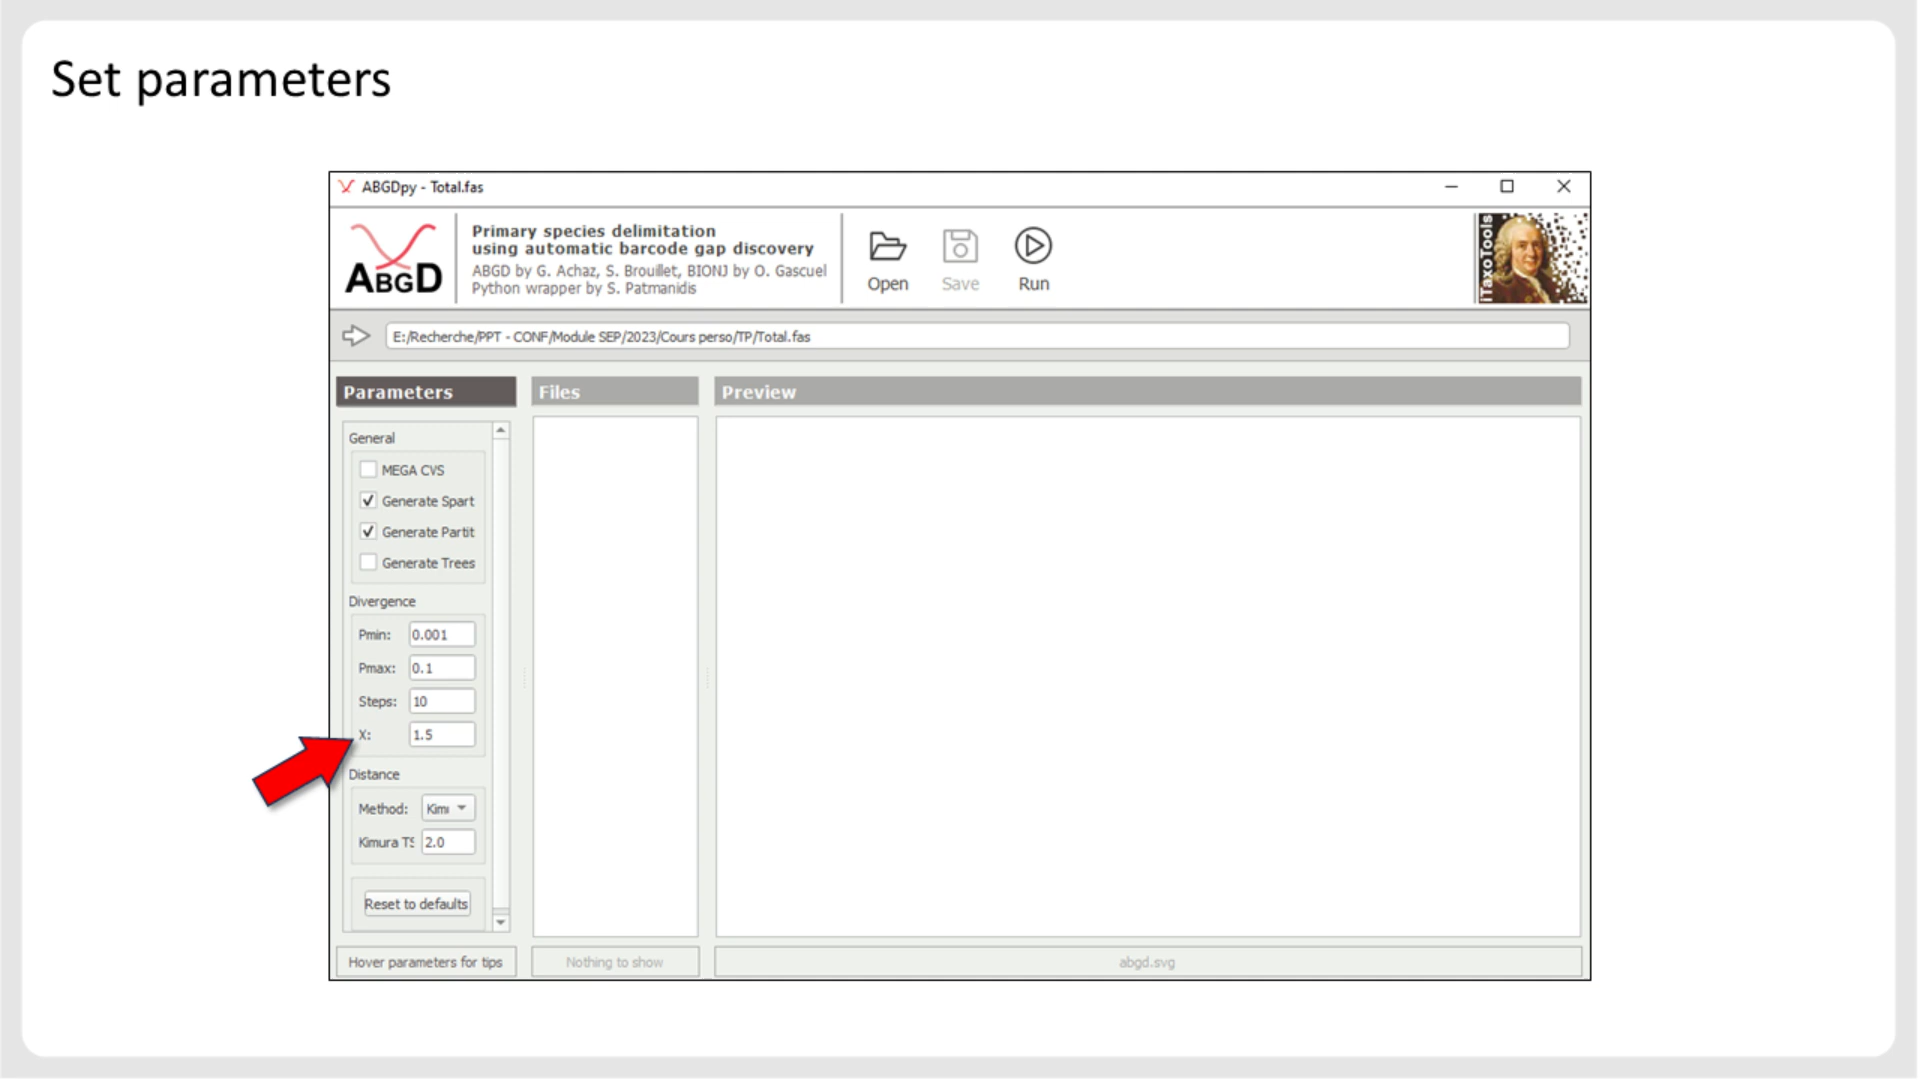 Set parameters
ABGDpy - Total.fas
ABGD
Primary species delimitation
using automatic barcode gap discovery
ABGD by G. Achaz, S. Brouillet, BIONJ by O. Gascuel
Python wrapper by S. Patmanidis
Open
Save
Run
iTaxoTools
E:/Recherche/PPT - CONF/Module SEP/2023/Cours perso/TP/Total.fas
Parameters
Files
Preview
General
MEGA CVS
Generate Spart
Generate Partit
Generate Trees
Divergence
Pmin: 0.001
Pmax: 0.1
Steps: 10
X: 1.5
Distance
Method: Kim
Kimura TS 2.0
Reset to defaults
Hover parameters for tips
Nothing to show
abgd.svg